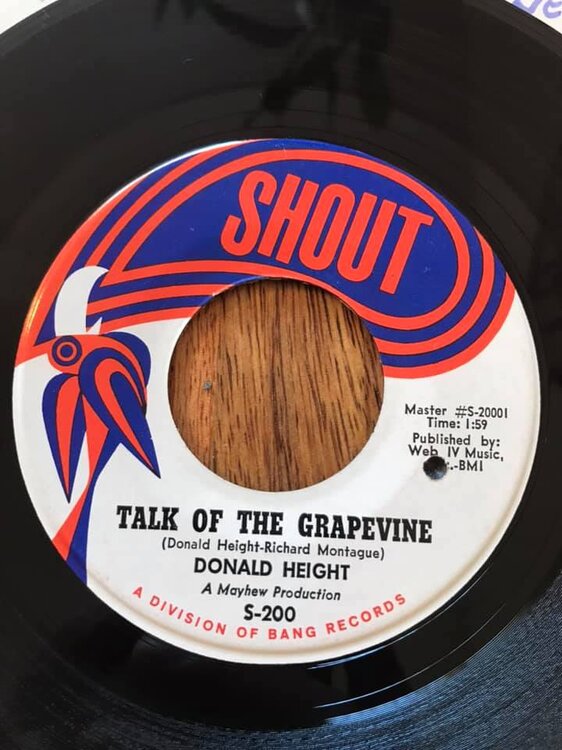 SHOUT
Master #S-20001
Time: 1:59
Published by:
Web IV Music,
.-BMI
TALK OF THE GRAPEVINE
(Donald Height-Richard Montague)
DONALD HEIGHT
A Mayhew Production
S-200
A DIVISION OF BANG RECORDS